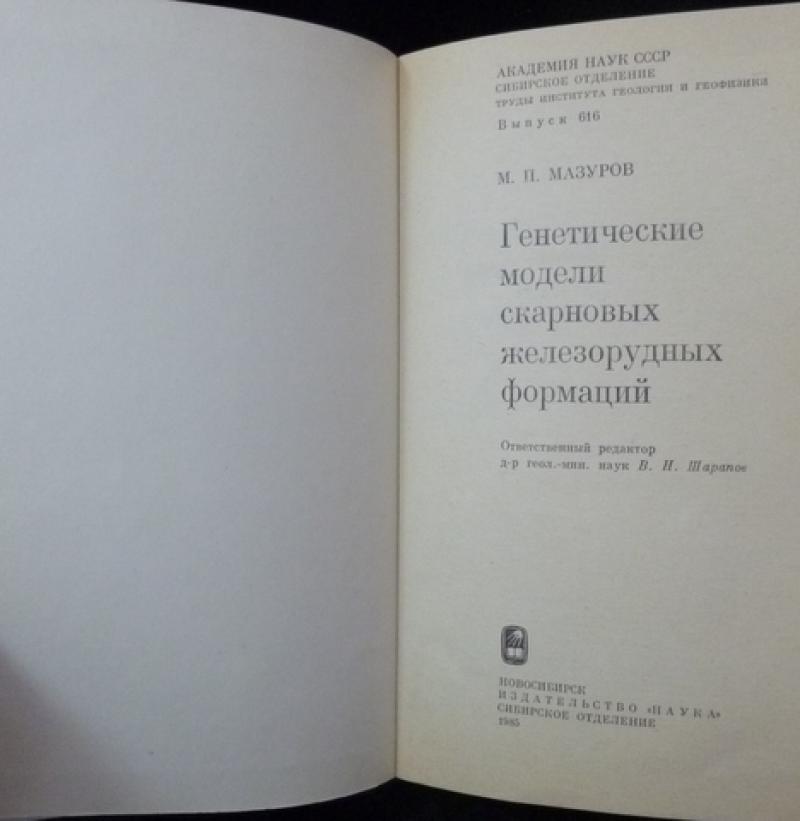 АКАДЕМИЯ НАУК СССР
СИБИРСКОЕ ОТДЕЛЕНИЕ
ТРУДЫ ИНСТИТУТА ГЕОЛОГИИ И ГЕОФИЗИКИ
Выпуск 616
М. П. МАЗУРОВ
Генетические
модели
скарновых
железорудных
формаций
Ответственный редактор
д-р геол.-мин. наук В. Н. Шарапов
НОВОСИБИРСК
ИЗДАТЕЛЬСТВО «НАУКА»
СИБИРСКОЕ ОТДЕЛЕНИЕ
1985